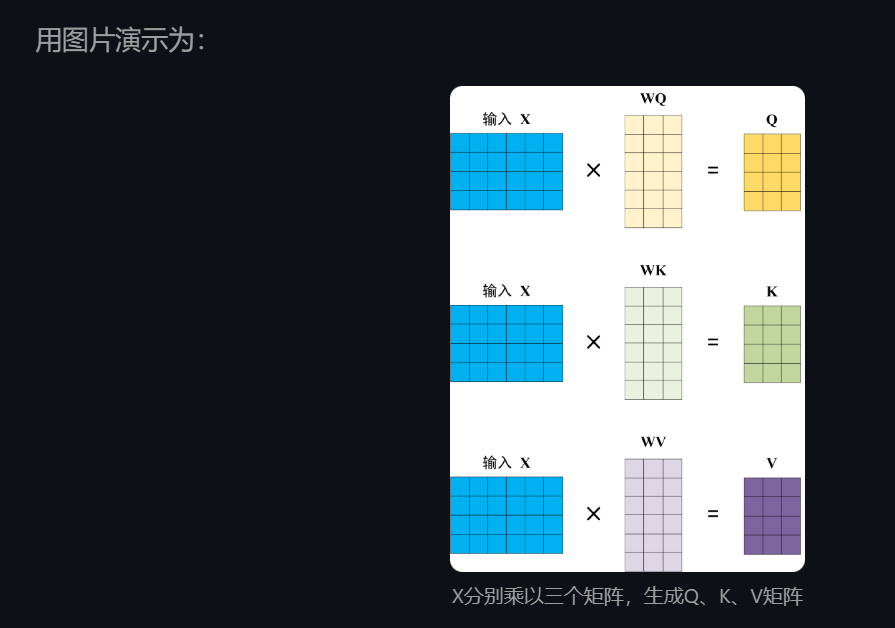 用图片演示为：
WQ
输入 X
Q
×
=
WK
输入 X
K
×
=
WV
输入 X
V
×
=
X分别乘以三个矩阵，生成Q、K、V矩阵